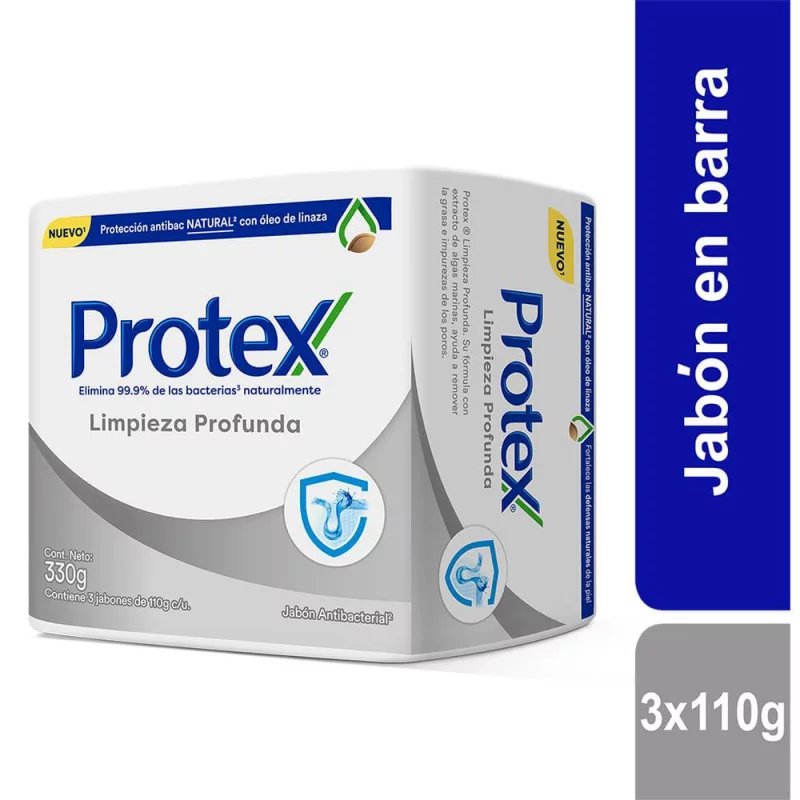 NUEVO¹
Protección antibac NATURAL² con óleo de linaza
Protex®
Elimina 99.9% de las bacterias³ naturalmente
Limpieza Profunda
Cont. Neto:
330g
Contiene 3 jabones de 110g c/u.
Jabón Antibacterial²
NUEVO¹
Protección antibac NATURAL² con óleo de linaza
Fortalece las defensas naturales de la piel
Protex®
Limpieza Profunda
Protex ® Limpieza Profunda. Su fórmula con
extracto de algas marinas, ayuda a remover
la grasa e impurezas de los poros.
Jabón en barra
3x110g